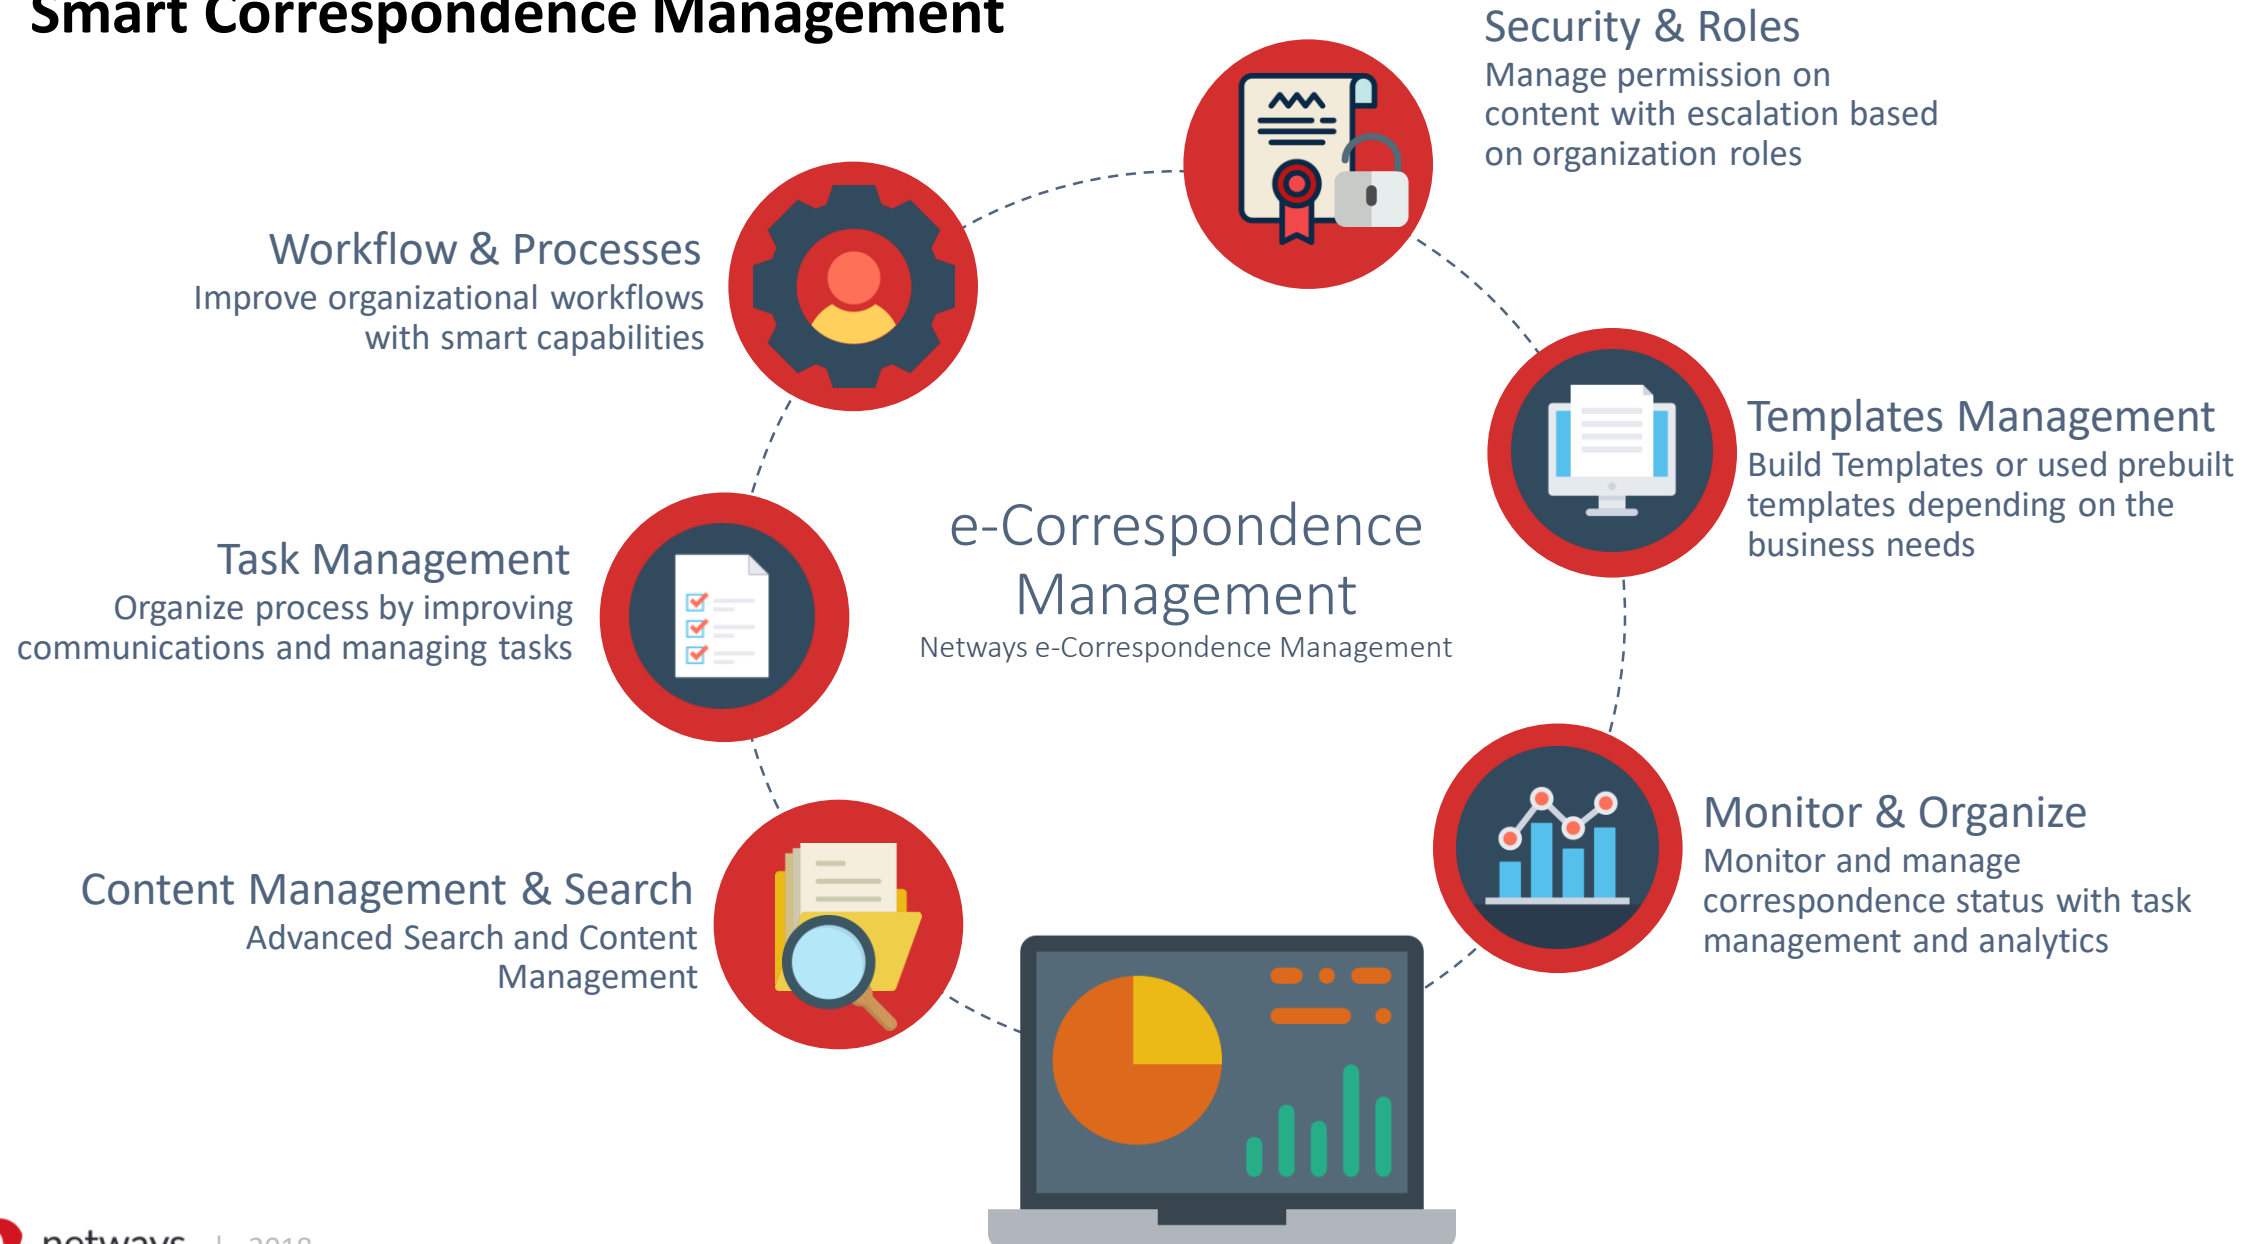 Smart Correspondence Management
Security & Roles
Manage permission on
content with escalation based
on organization roles
Workflow & Processes
Improve organizational workflows
with smart capabilities
Templates Management
Build Templates or used prebuilt
templates depending on the
business needs
e-Correspondence
Management
Netways e-Correspondence Management
Task Management
Organize process by improving
communications and managing tasks
Monitor & Organize
Monitor and manage
correspondence status with task
management and analytics
Content Management & Search
Advanced Search and Content
Management
netways | 2018